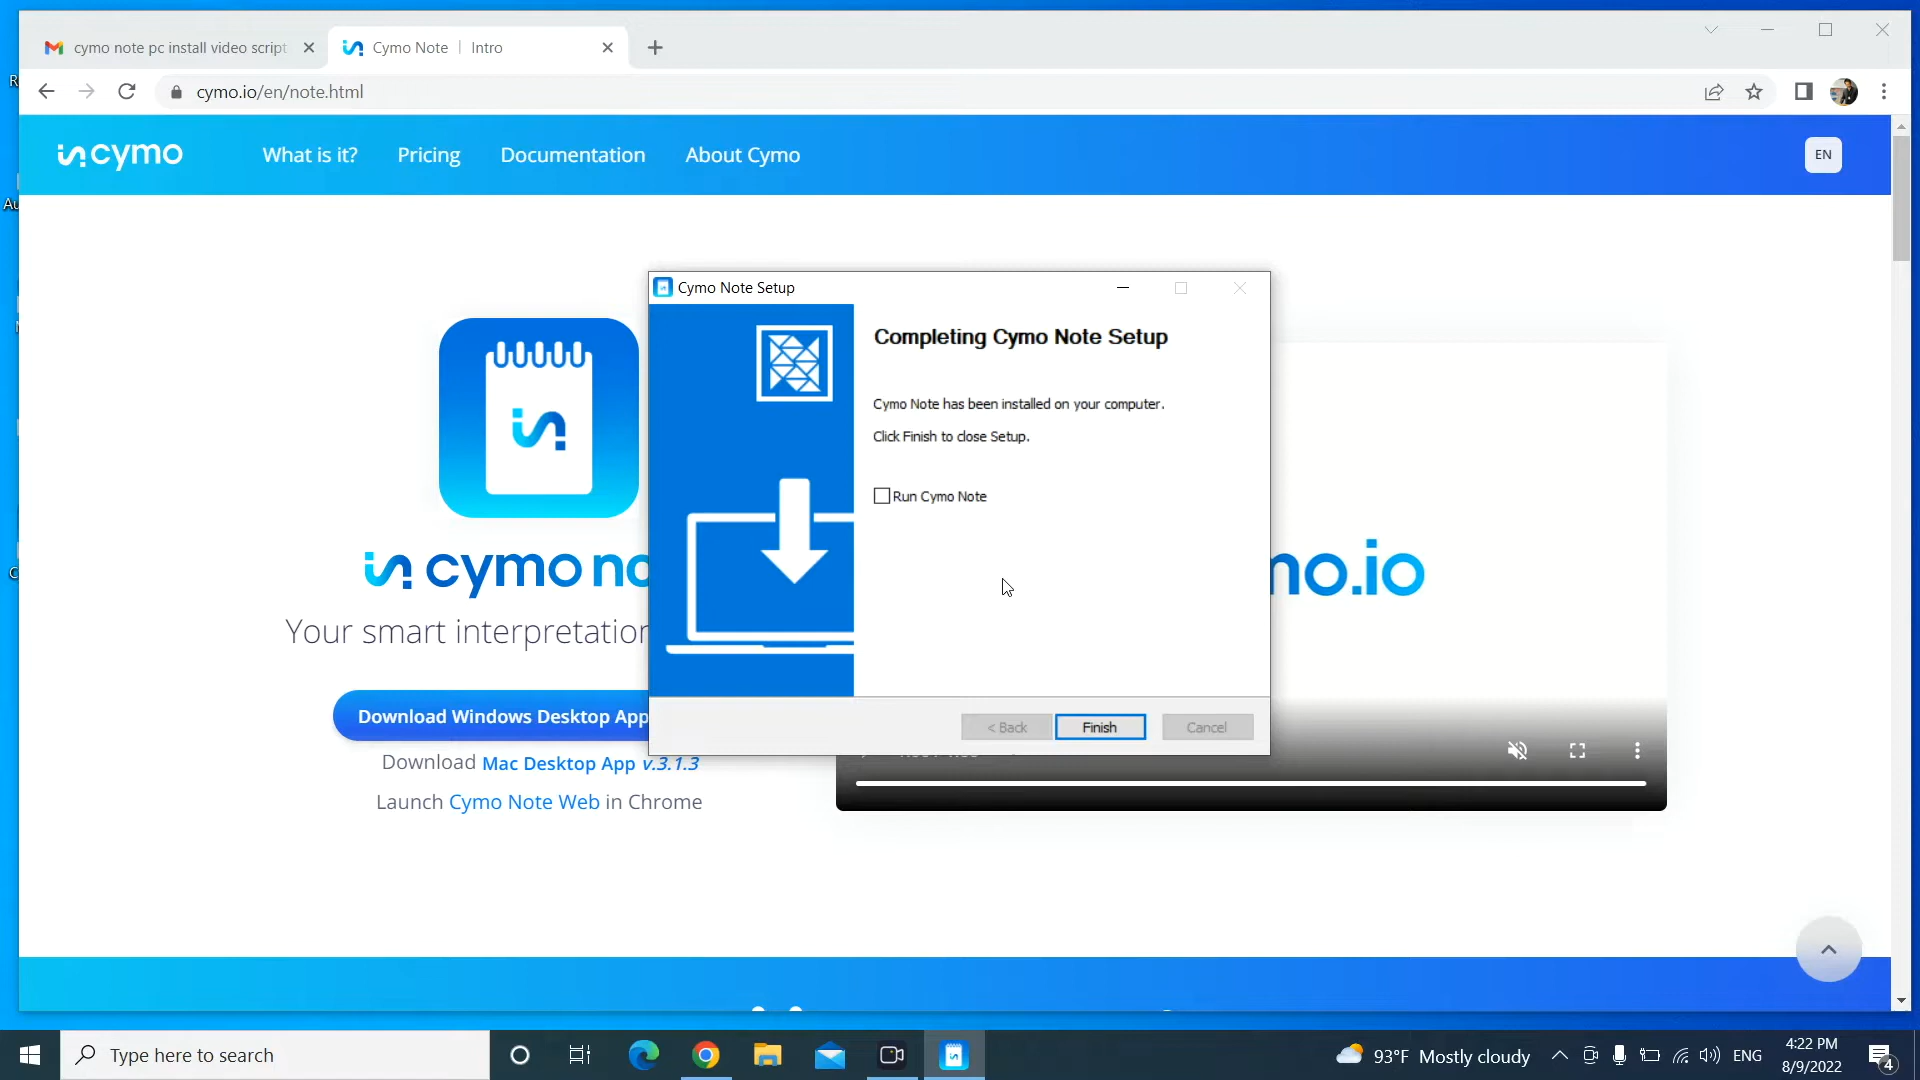 cymo note pc install video script
Cymo Note | Intro
cymo.io/en/note.html
cymo
What is it?
Pricing
Documentation
About Cymo
EN
Cymo Note Setup
Completing Cymo Note Setup
Cymo Note has been installed on your computer.
Click Finish to close Setup.
Run Cymo Note
< Back
Finish
Cancel
cymo no
mo.io
Your smart interpretation
Download Windows Desktop App
Download Mac Desktop App v.3.1.3
Launch Cymo Note Web in Chrome
Type here to search
93°F Mostly cloudy
ENG
4:22 PM
8/9/2022
4